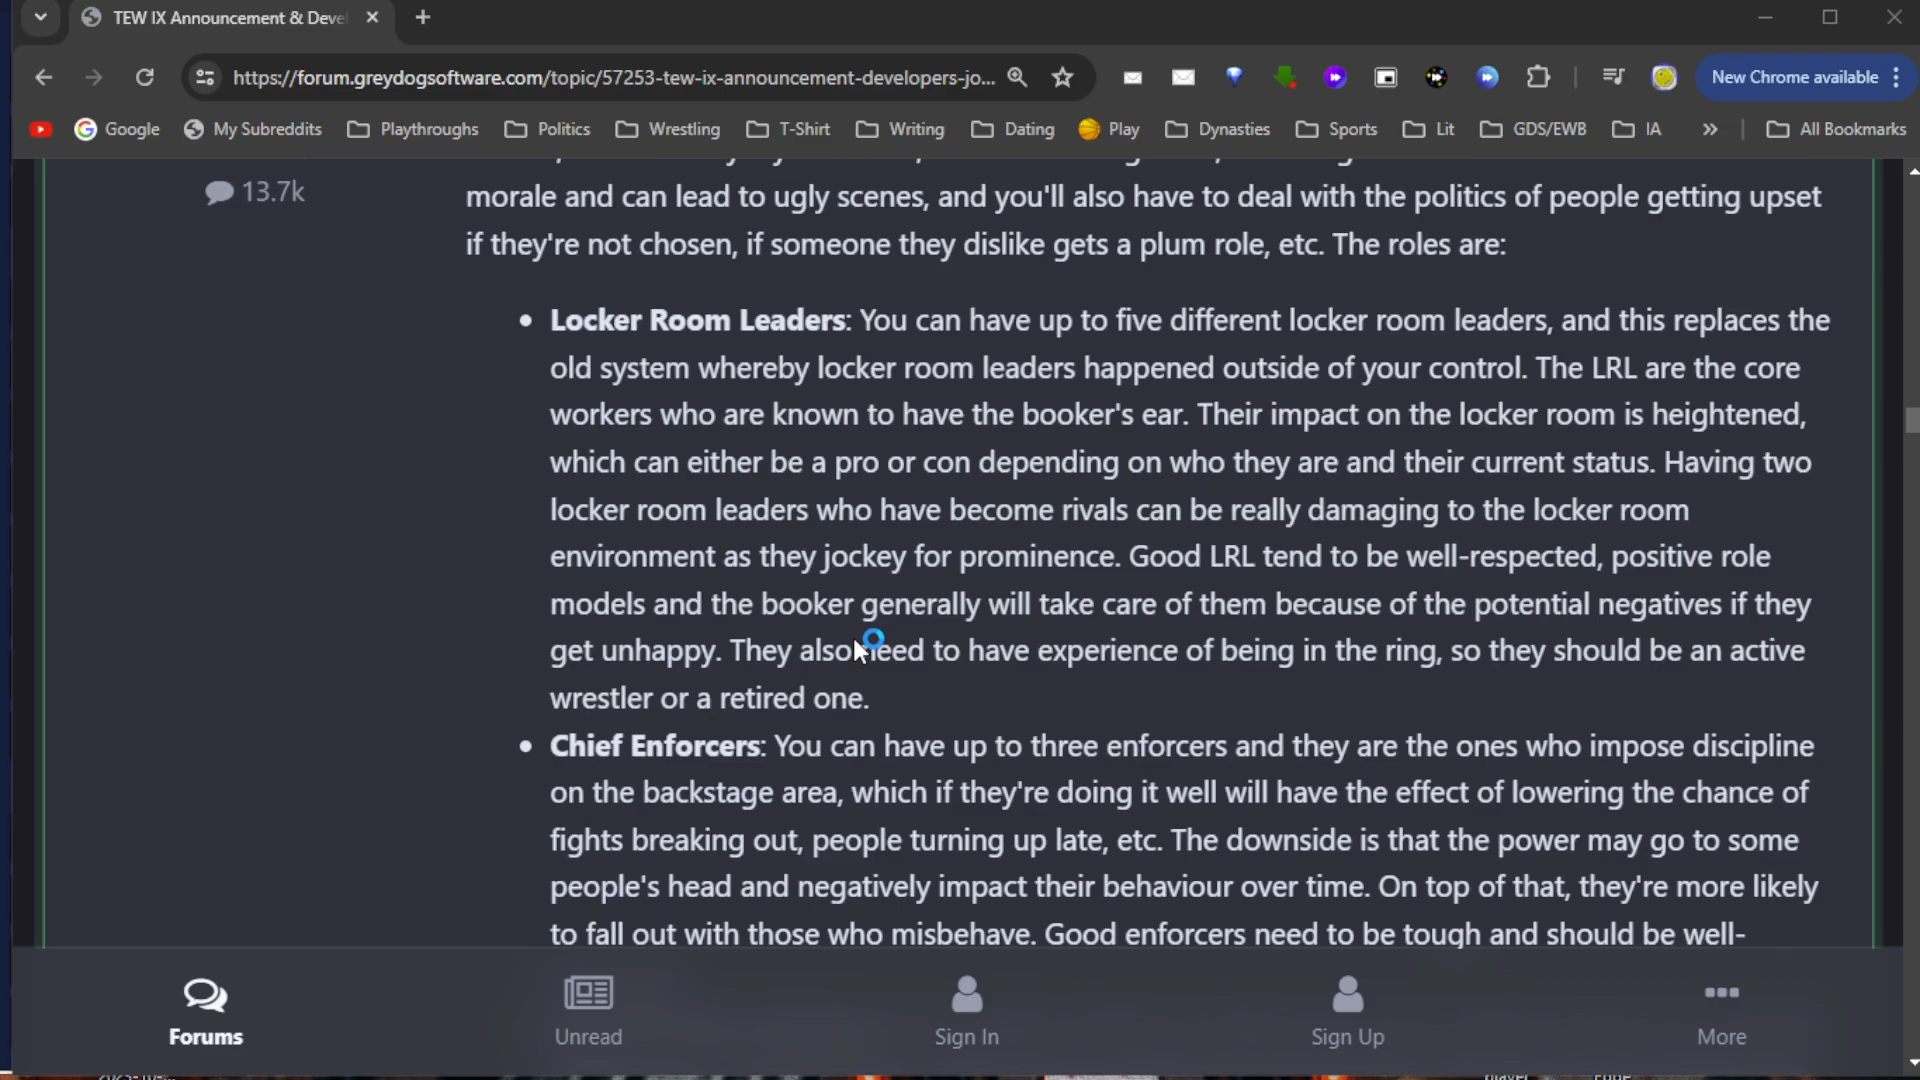 TEW IX Announcement & Deve
https://forum.greydogsoftware.com/topic/57253-tew-ix-announcement-developers-jo...
New Chrome available
Google
My Subreddits
Playthroughs
Politics
Wrestling
T-Shirt
Writing
Dating
Play
Dynasties
Sports
Lit
GDS/EWB
IA
All Bookmarks
13.7k
morale and can lead to ugly scenes, and you'll also have to deal with the politics of people getting upset
if they're not chosen, if someone they dislike gets a plum role, etc. The roles are:
• Locker Room Leaders: You can have up to five different locker room leaders, and this replaces the
old system whereby locker room leaders happened outside of your control. The LRL are the core
workers who are known to have the booker's ear. Their impact on the locker room is heightened,
which can either be a pro or con depending on who they are and their current status. Having two
locker room leaders who have become rivals can be really damaging to the locker room
environment as they jockey for prominence. Good LRL tend to be well-respected, positive role
models and the booker generally will take care of them because of the potential negatives if they
get unhappy. They also need to have experience of being in the ring, so they should be an active
wrestler or a retired one.
• Chief Enforcers: You can have up to three enforcers and they are the ones who impose discipline
on the backstage area, which if they're doing it well will have the effect of lowering the chance of
fights breaking out, people turning up late, etc. The downside is that the power may go to some
people's head and negatively impact their behaviour over time. On top of that, they're more likely
to fall out with those who misbehave. Good enforcers need to be tough and should be well-
Forums
Unread
Sign In
Sign Up
More